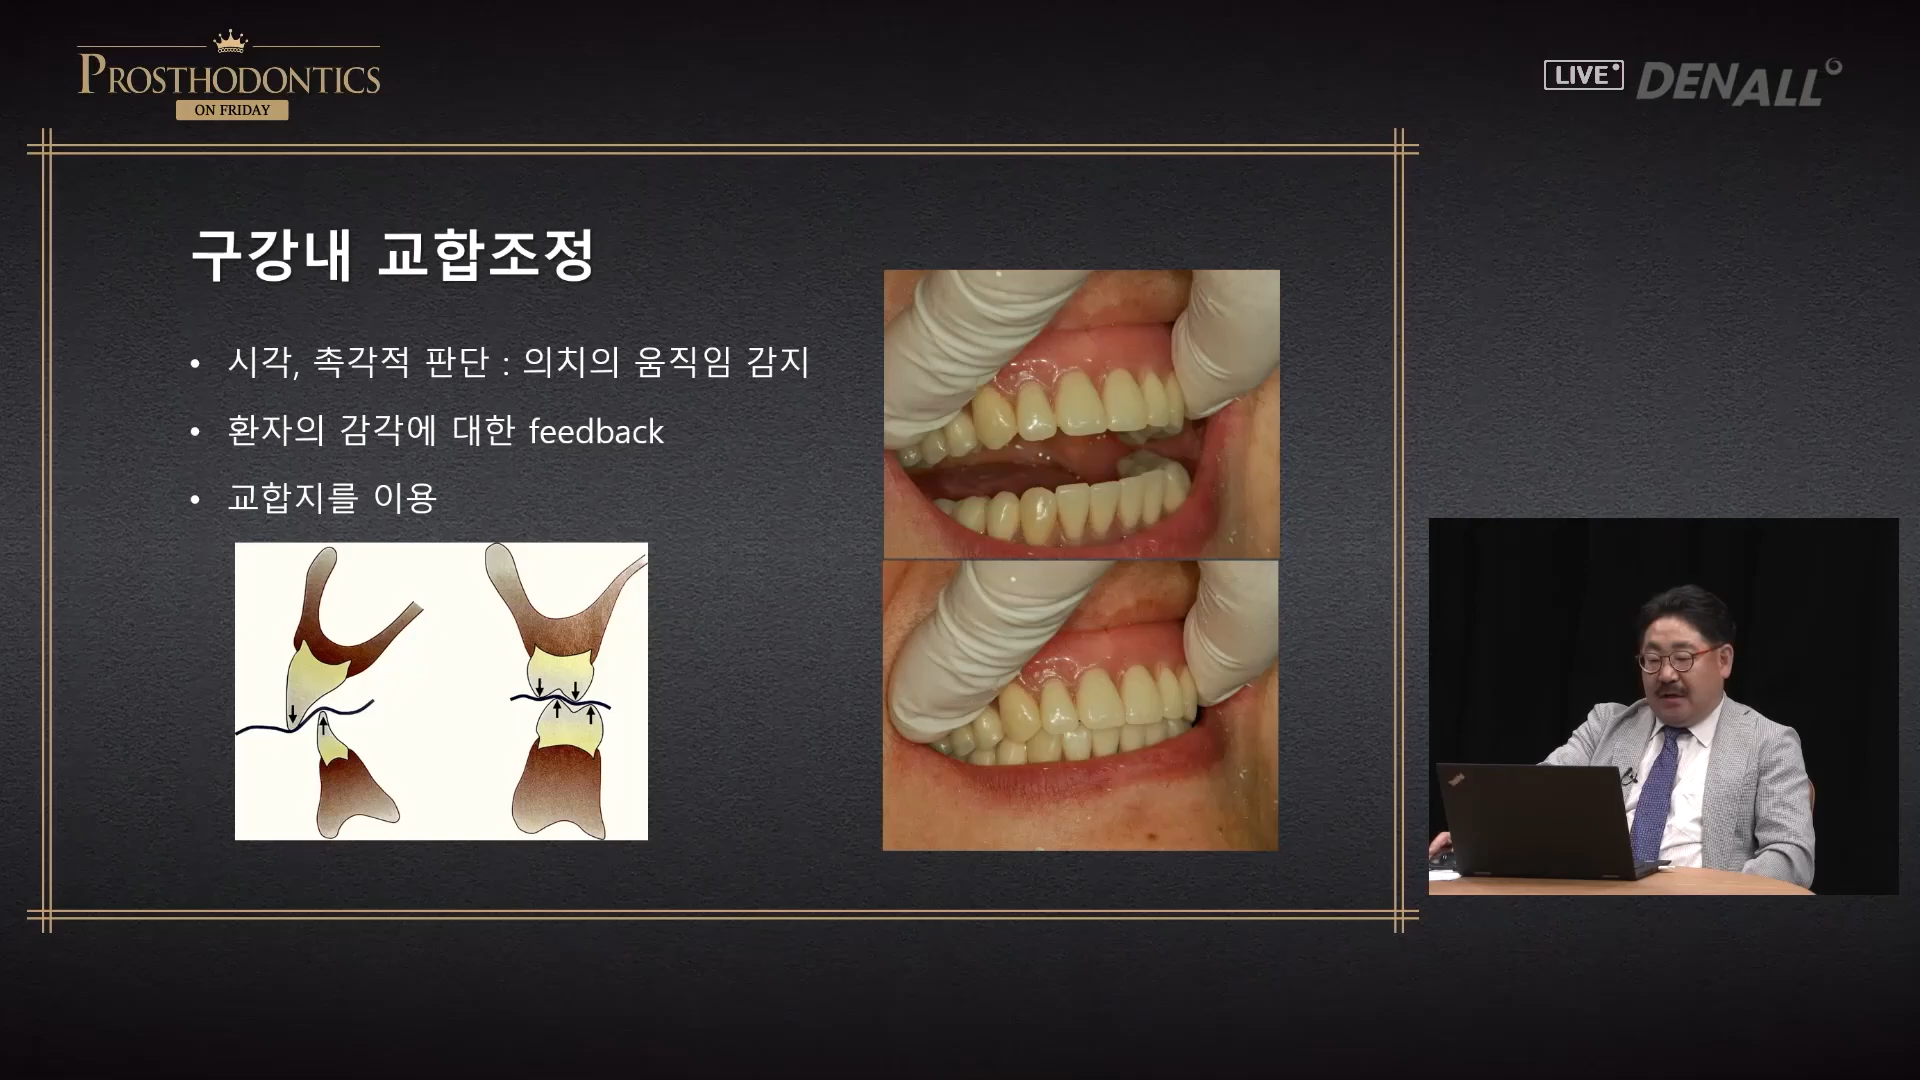 PROSTHODONTICS
ON FRIDAY
LIVE
DENALL
구강내 교합조정
• 시각, 촉각적 판단 : 의치의 움직임 감지
• 환자의 감각에 대한 feedback
• 교합지를 이용